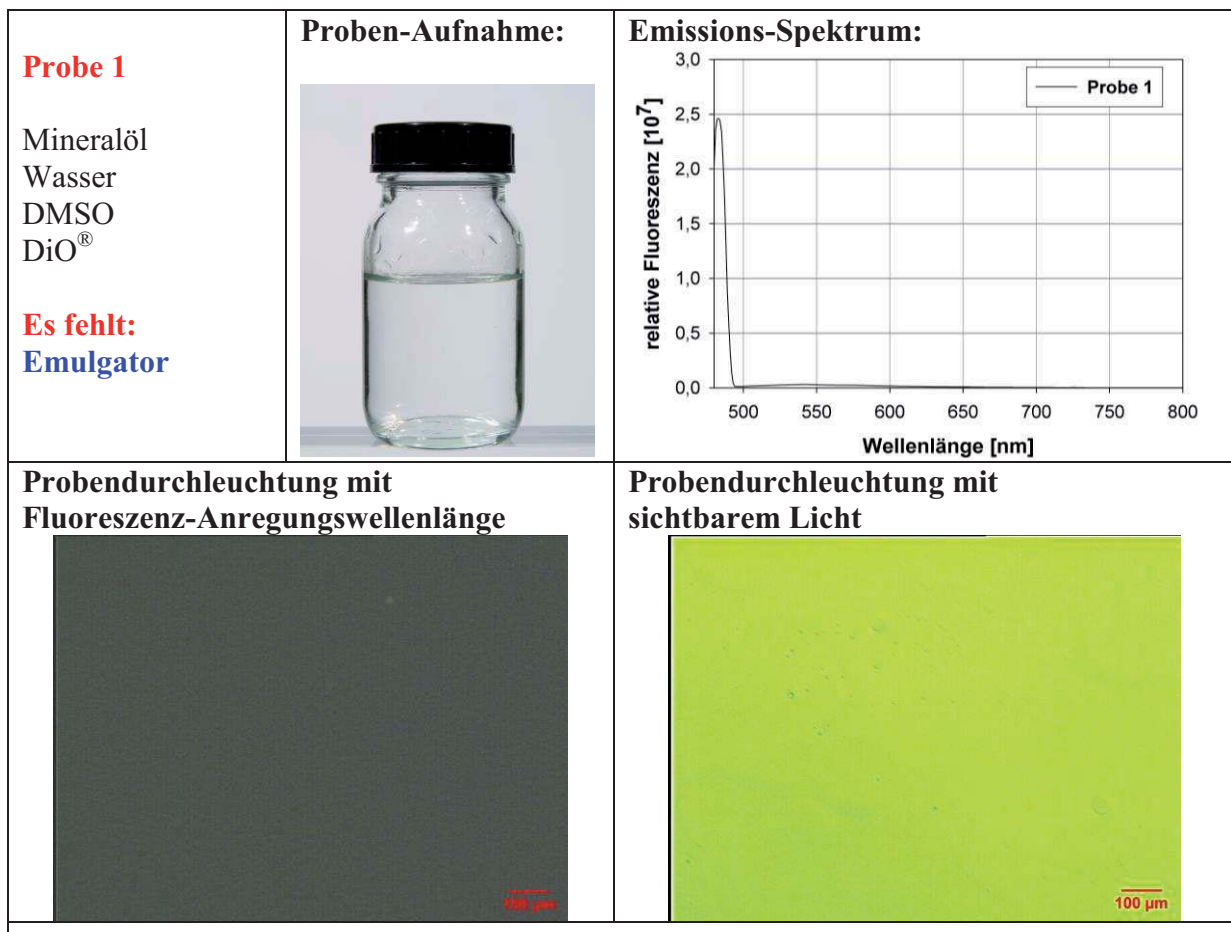 Probe 1
Mineralöl
Wasser
DMSO
DiO®
Es fehlt:
Emulgator
Proben-Aufnahme:
Emissions-Spektrum:
3,0
2,5
2,0
1,5
1,0
0,5
0,0
relative Fluoreszenz [10⁷]
Probe 1
500 550 600 650 700 750 800
Wellenlänge [nm]
Probendurchleuchtung mit
Fluoreszenz-Anregungswellenlänge
100 µm
Probendurchleuchtung mit
sichtbarem Licht
100 µm